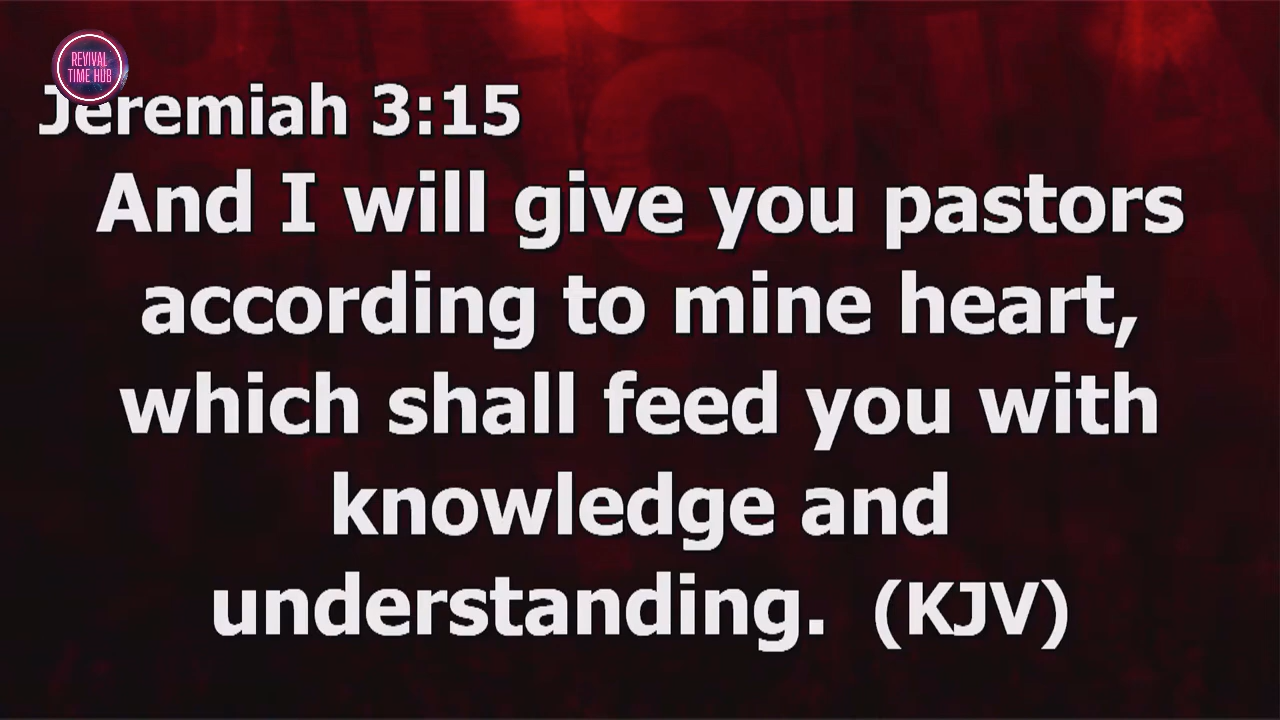 REVIVAL
TIME HUB
Jeremiah 3:15
And I will give you pastors
according to mine heart,
which shall feed you with
knowledge and
understanding. (KJV)